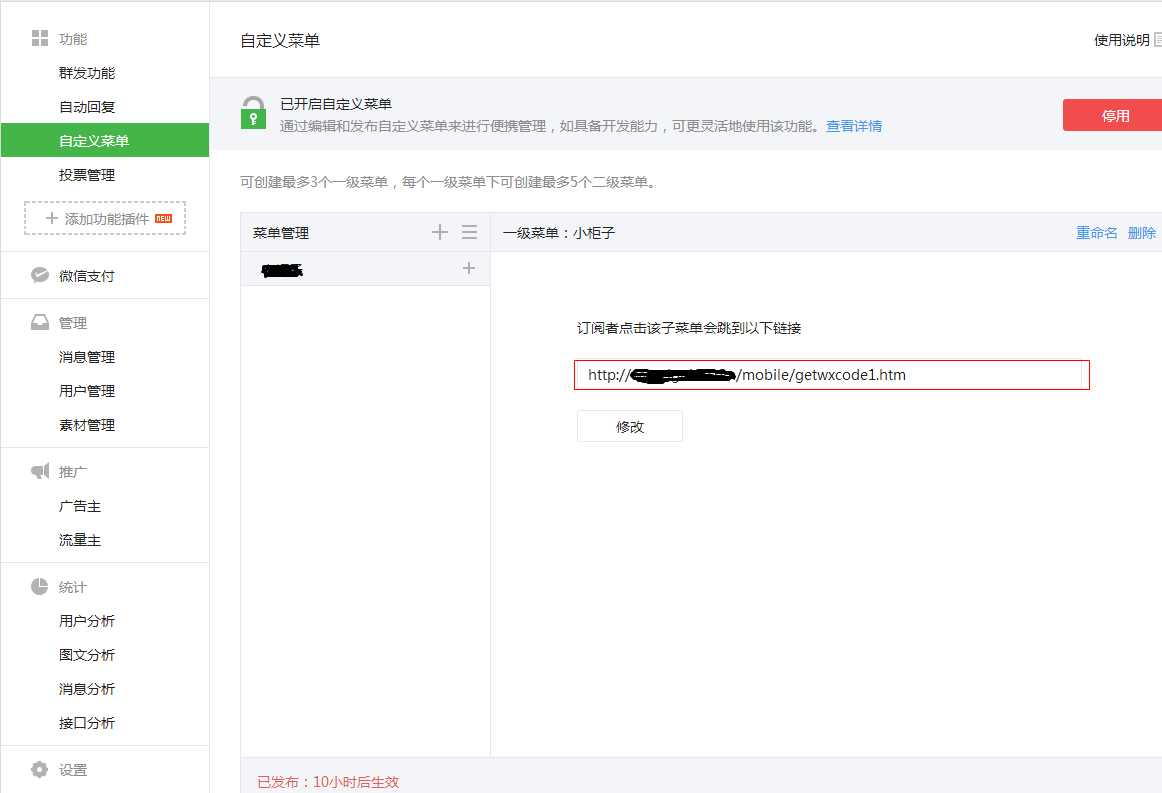 功能
群发功能
自动回复
自定义菜单
投票管理
添加功能插件 NEW
微信支付
管理
消息管理
用户管理
素材管理
推广
广告主
流量主
统计
用户分析
图文分析
消息分析
接口分析
设置
自定义菜单
使用说明
已开启自定义菜单
通过编辑和发布自定义菜单来进行便携管理，如具备开发能力，可更灵活地使用该功能。查看详情
停用
可创建最多3个一级菜单，每个一级菜单下可创建最多5个二级菜单。
菜单管理
一级菜单：小柜子
重命名 删除
订阅者点击该子菜单会跳到以下链接
http:// /mobile/getwxcode1.htm
修改
已发布：10小时后生效